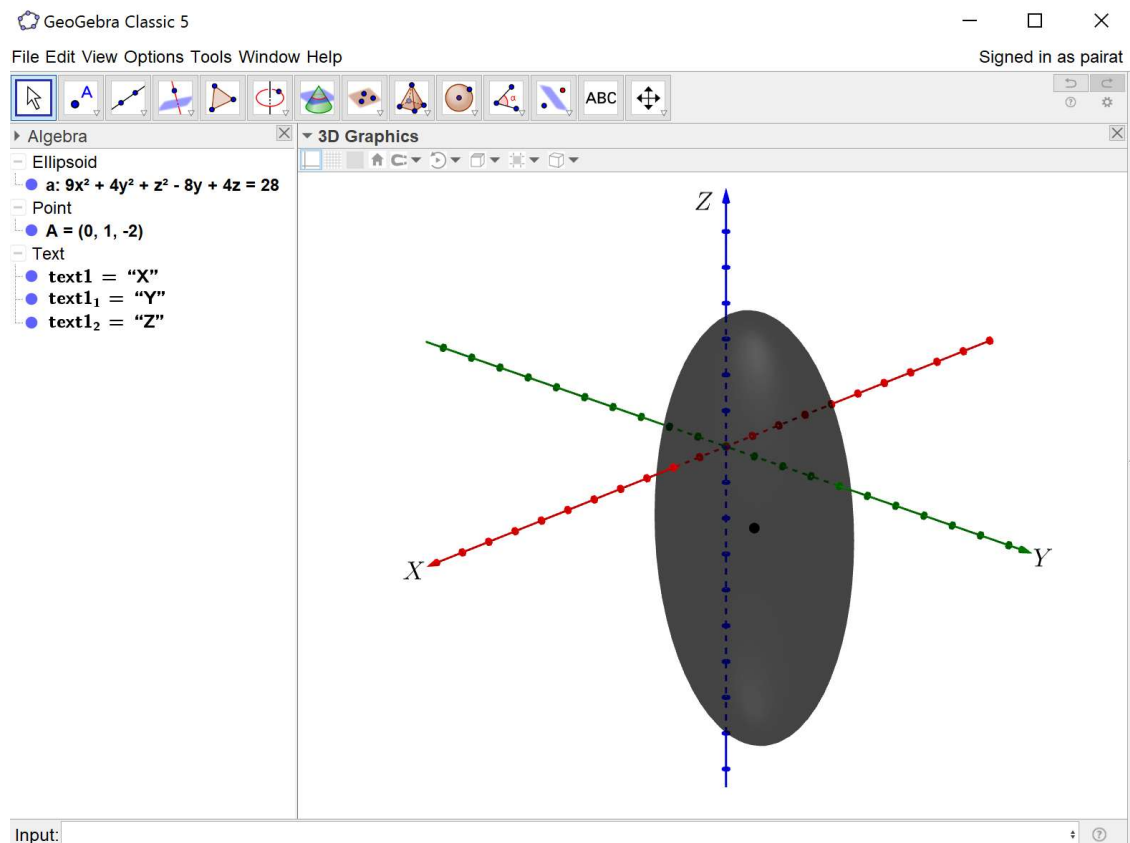 GeoGebra Classic 5
File Edit View Options Tools Window Help Signed in as pairat
A α ABC
Algebra
3D Graphics
Ellipsoid
a: 9x² + 4y² + z² - 8y + 4z = 28
Point
A = (0, 1, -2)
Text
text1 = “X”
text1₁ = “Y”
text1₂ = “Z”
Z
X
Y
Input: